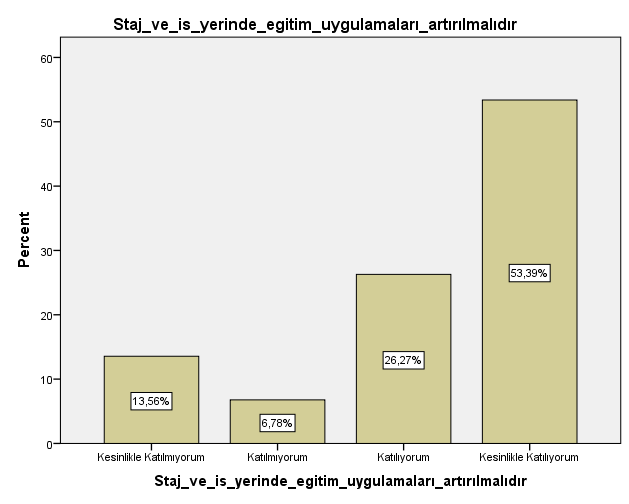 Staj_ve_is_yerinde_egitim_uygulamaları_artırılmalıdır
60
50
40
30
20
10
0
Percent
13,56%
6,78%
26,27%
53,39%
Kesinlikle Katılmıyorum
Katılmıyorum
Katılıyorum
Kesinlikle Katılıyorum
Staj_ve_is_yerinde_egitim_uygulamaları_artırılmalıdır